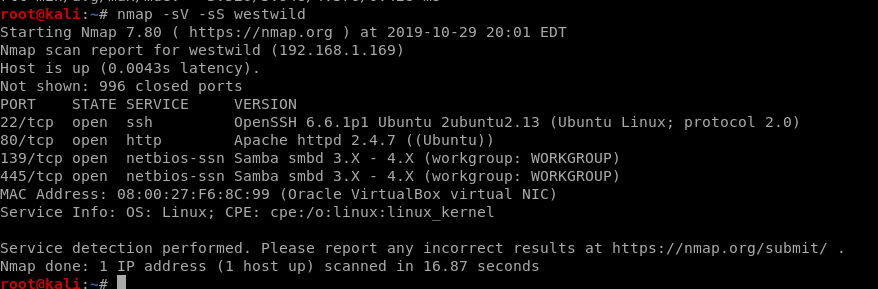 root@kali:~# nmap -sV -sS westwild
Starting Nmap 7.80 ( https://nmap.org ) at 2019-10-29 20:01 EDT
Nmap scan report for westwild (192.168.1.169)
Host is up (0.0043s latency).
Not shown: 996 closed ports
PORT    STATE SERVICE     VERSION
22/tcp  open  ssh         OpenSSH 6.6.1p1 Ubuntu 2ubuntu2.13 (Ubuntu Linux; protocol 2.0)
80/tcp  open  http        Apache httpd 2.4.7 ((Ubuntu))
139/tcp open  netbios-ssn Samba smbd 3.X - 4.X (workgroup: WORKGROUP)
445/tcp open  netbios-ssn Samba smbd 3.X - 4.X (workgroup: WORKGROUP)
MAC Address: 08:00:27:F6:8C:99 (Oracle VirtualBox virtual NIC)
Service Info: OS: Linux; CPE: cpe:/o:linux:linux_kernel
Service detection performed. Please report any incorrect results at https://nmap.org/submit/ .
Nmap done: 1 IP address (1 host up) scanned in 16.87 seconds
root@kali:~#